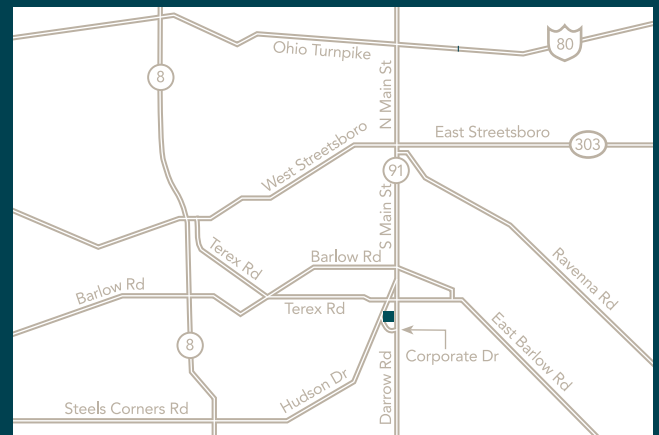 Ohio Turnpike
80
8
N Main St
East Streetsboro
303
West Streetsboro
91
S Main St
Terex Rd
Barlow Rd
Ravenna Rd
Barlow Rd
Terex Rd
8
East Barlow Rd
Corporate Dr
Hudson Dr
Darrow Rd
Steels Corners Rd